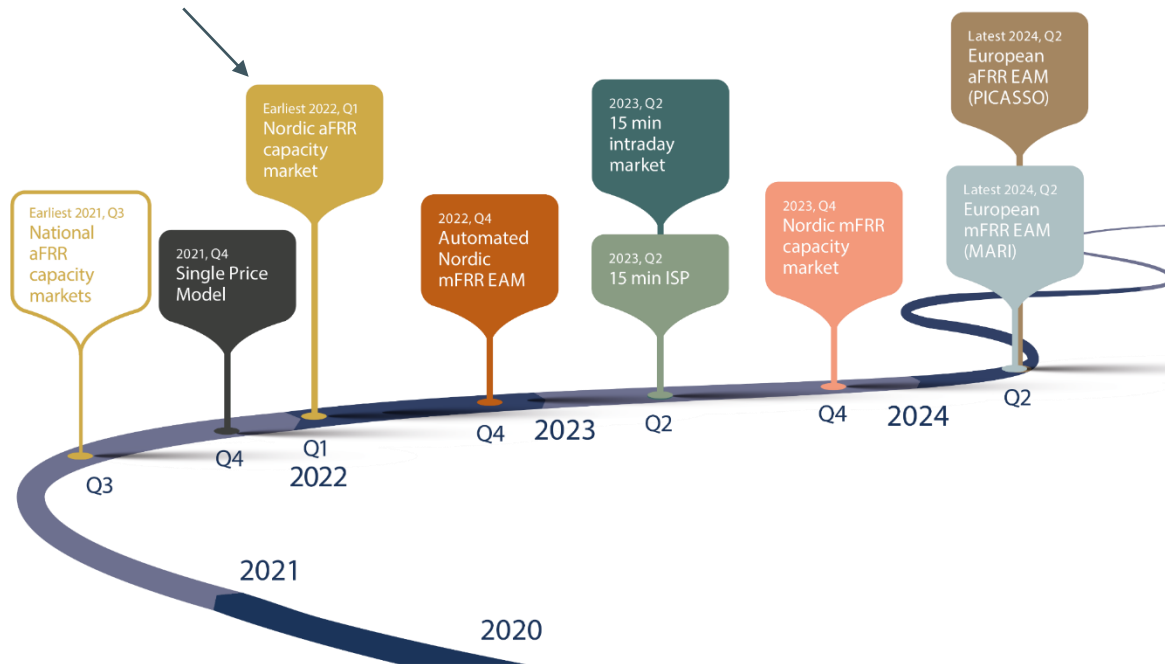 Earliest 2021, Q3
National
aFRR
capacity
markets
2021, Q4
Single Price
Model
Earliest 2022, Q1
Nordic aFRR
capacity
market
2022, Q4
Automated
Nordic
mFRR EAM
2023, Q2
15 min
intraday
market
2023, Q2
15 min ISP
2023, Q4
Nordic mFRR
capacity
market
Latest 2024, Q2
European
aFRR EAM
(PICASSO)
Latest 2024, Q2
European
mFRR EAM
(MARI)
Q3
Q4
Q1
2022
Q4
2023
Q2
Q4
2024
Q2
2021
2020